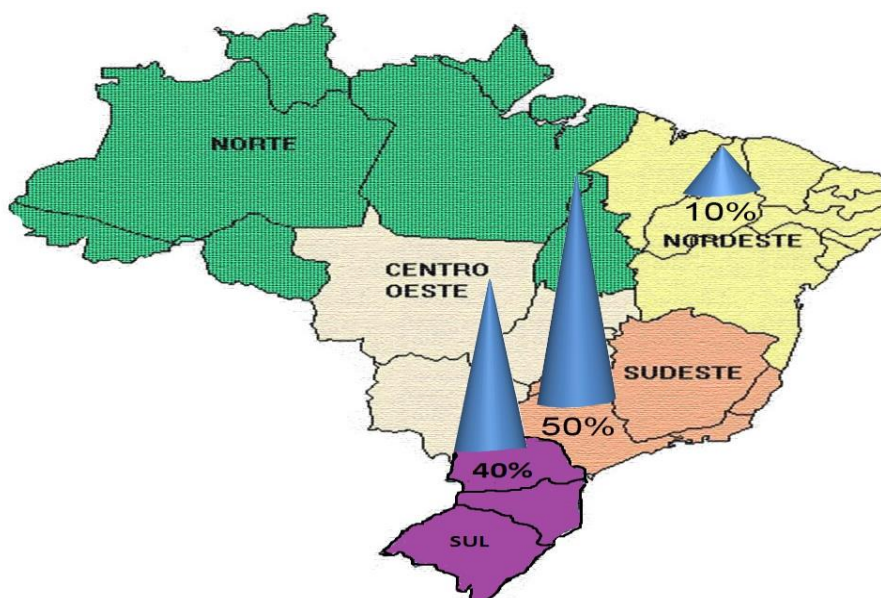 NORTE
10%
NORDESTE
CENTRO
OESTE
SUDESTE
50%
40%
SUL